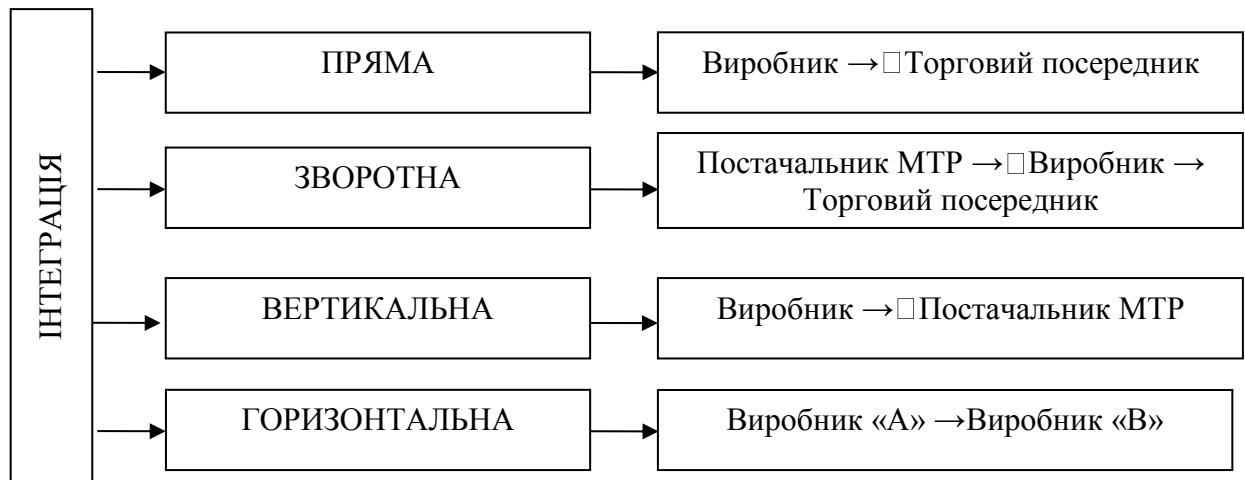 ІНТЕГРАЦІЯ
ПРЯМА
Виробник →□Торговий посередник
ЗВОРОТНА
Постачальник МТР →□Виробник →
Торговий посередник
ВЕРТИКАЛЬНА
Виробник →□Постачальник МТР
ГОРИЗОНТАЛЬНА
Виробник «А» →Виробник «В»